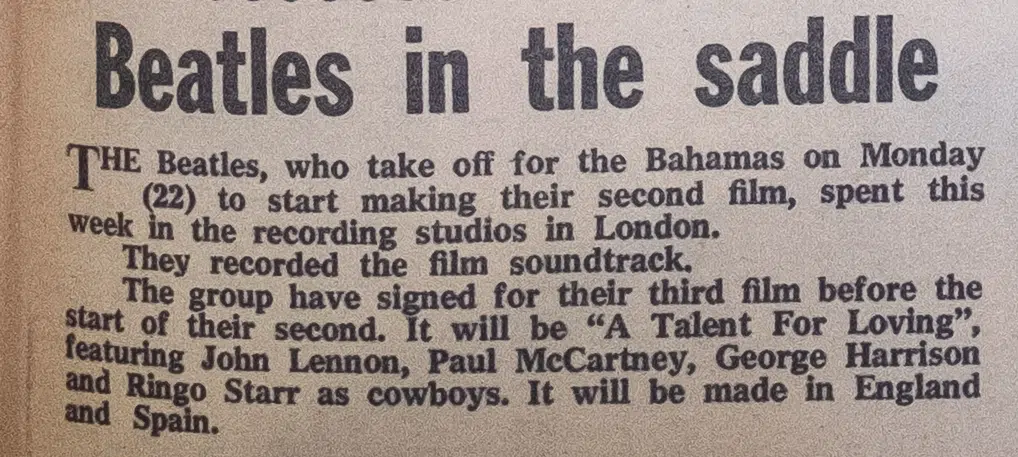 Beatles in the saddle
THE Beatles, who take off for the Bahamas on Monday
(22) to start making their second film, spent this
week in the recording studios in London.
They recorded the film soundtrack.
The group have signed for their third film before the
start of their second. It will be “A Talent For Loving”,
featuring John Lennon, Paul McCartney, George Harrison
and Ringo Starr as cowboys. It will be made in England
and Spain.